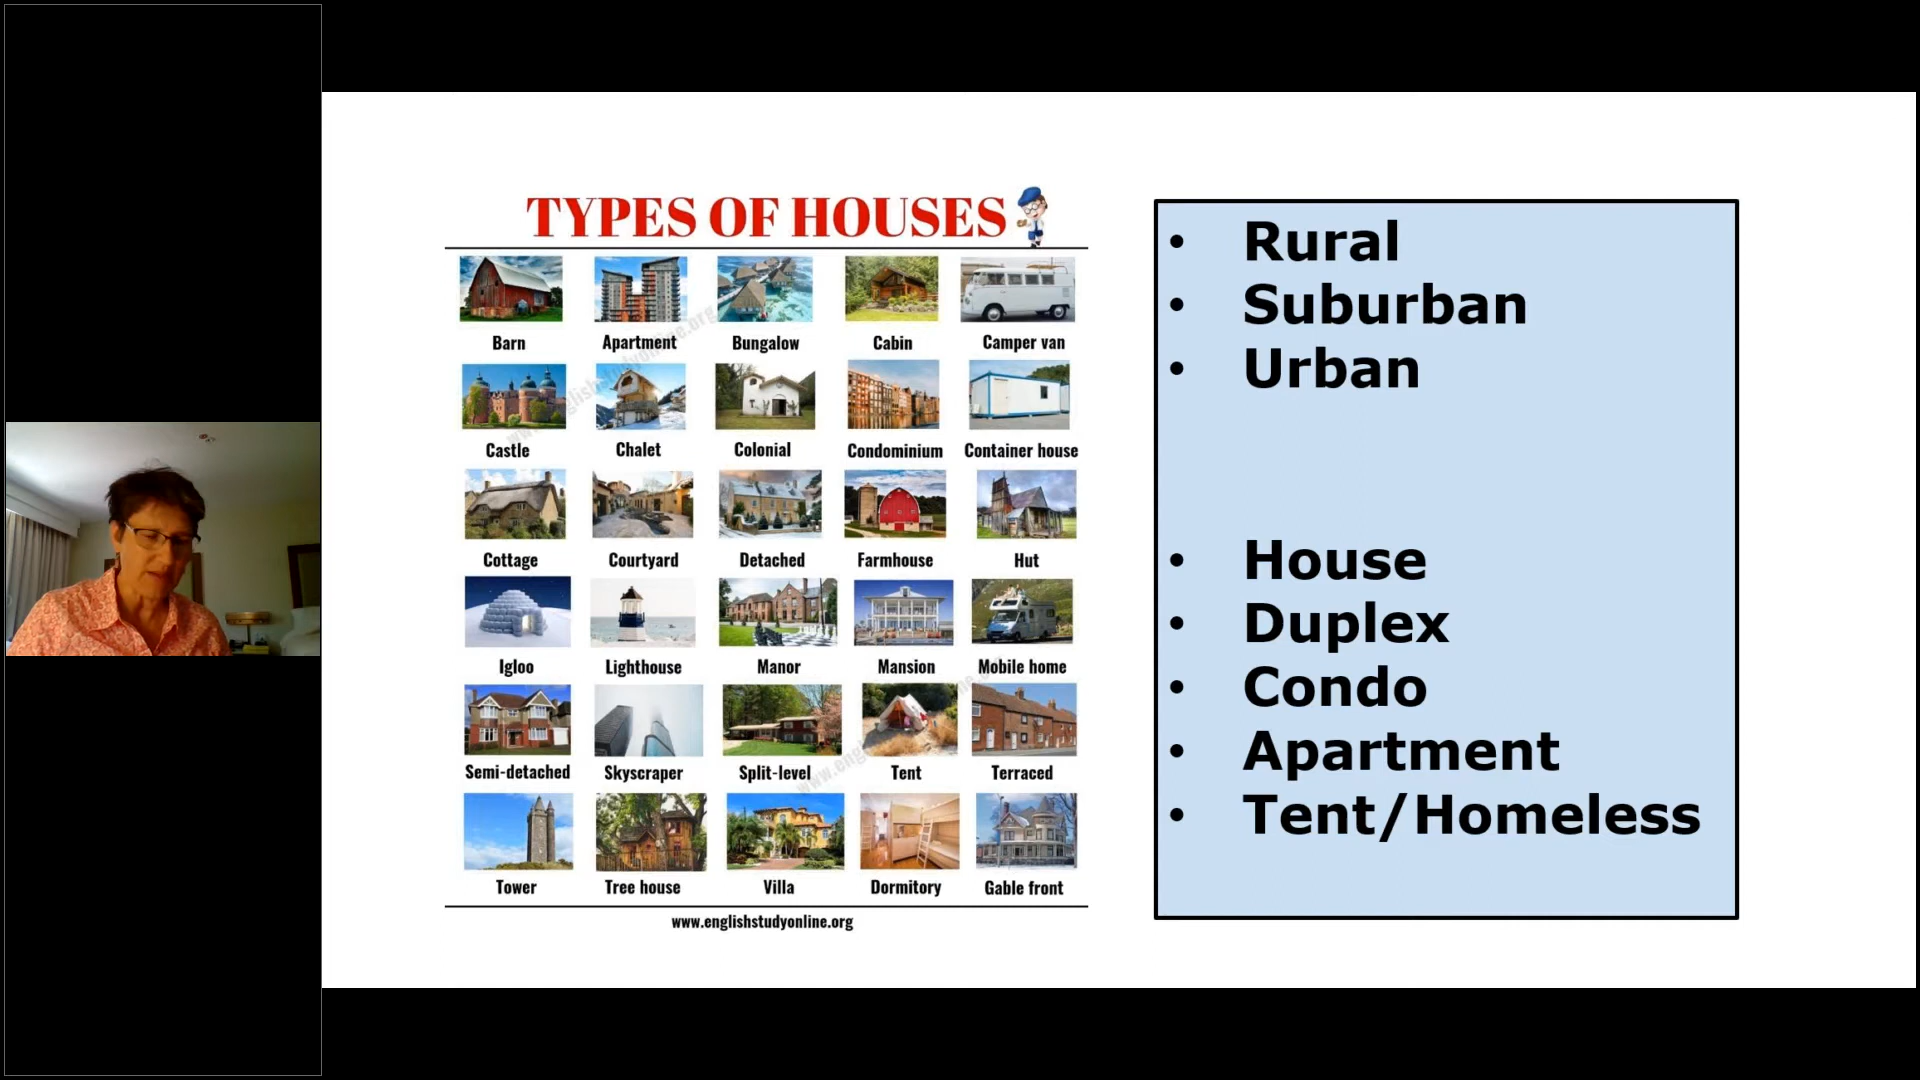 TYPES OF HOUSES
Barn Apartment Bungalow Cabin Camper van
Castle Chalet Colonial Condominium Container house
Cottage Courtyard Detached Farmhouse Hut
Igloo Lighthouse Manor Mansion Mobile home
Semi-detached Skyscraper Split-level Tent Terraced
Tower Tree house Villa Dormitory Gable front
www.englishstudyonline.org
• Rural
• Suburban
• Urban
• House
• Duplex
• Condo
• Apartment
• Tent/Homeless